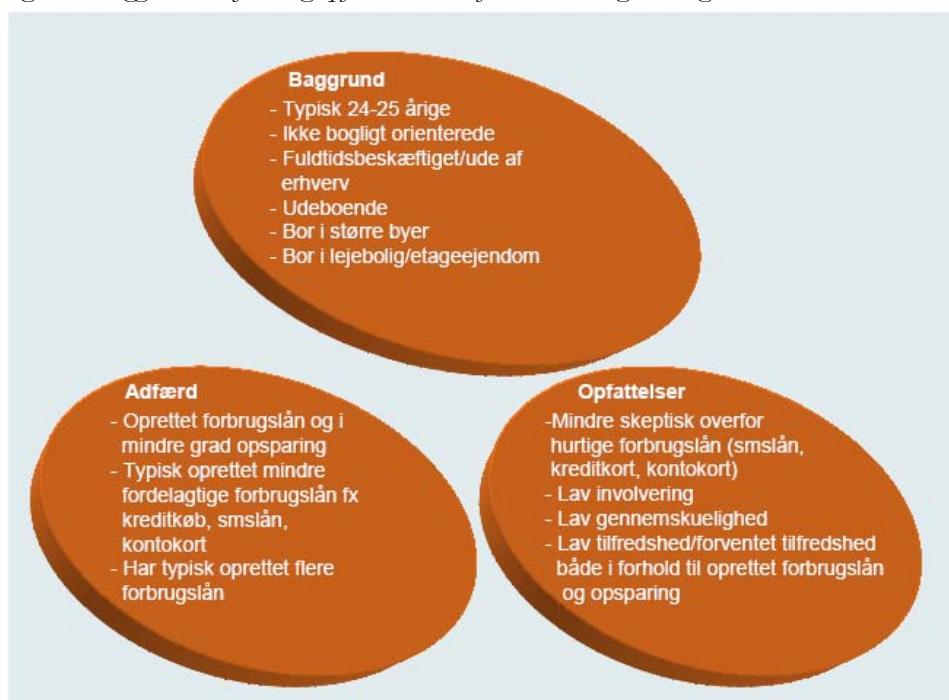 Baggrund
- Typisk 24-25 årige
- Ikke bogligt orienterede
- Fuldtidsbeskæftiget/ude af
erhverv
- Udeboende
- Bor i større byer
- Bor i lejebolig/etageejendom
Adfærd
- Oprettet forbrugslån og i
mindre grad opsparing
- Typisk oprettet mindre
fordelagtige forbrugslån fx
kreditkøb, smslån,
kontokort
- Har typisk oprettet flere
forbrugslån
Opfattelser
-Mindre skeptisk overfor
hurtige forbrugslån (smslån,
kreditkort, kontokort)
- Lav involvering
- Lav gennemskuelighed
- Lav tilfredshed/forventet tilfredshed
både i forhold til oprettet forbrugslån
og opsparing